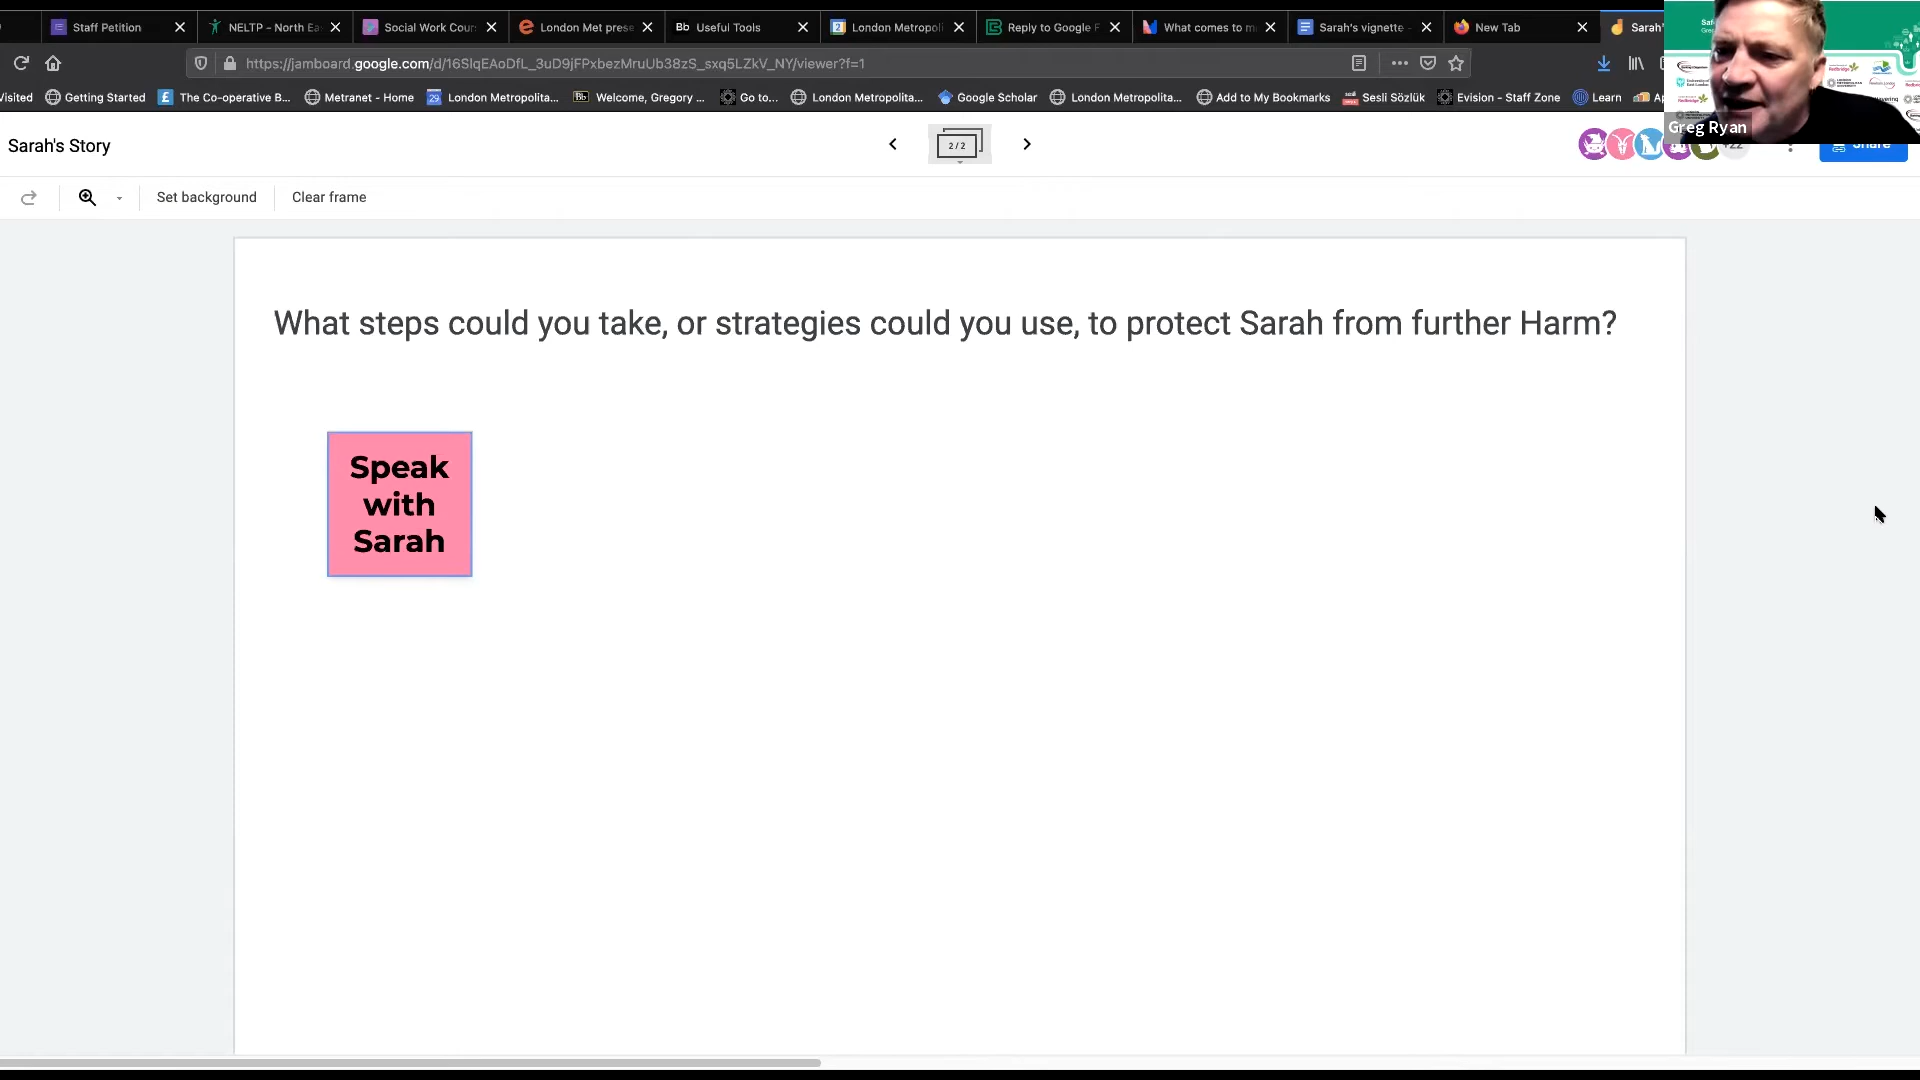 Staff Petition
NELTP - North Ea
Social Work Cour
London Met prese
Bb Useful Tools
London Metropoli
Reply to Google F
What comes to m
Sarah's vignette -
New Tab
Sarah'
https://jamboard.google.com/d/16SlqEAoDfL_3uD9jFPxbezMruUb38zS_sxq5LZkV_NY/viewer?f=1
Visited
Getting Started
The Co-operative B...
Metranet - Home
London Metropolita...
Welcome, Gregory ...
Go to...
London Metropolita...
Google Scholar
London Metropolita...
Add to My Bookmarks
Sesli Sözlük
Evision - Staff Zone
Learn
Greg Ryan
Sarah's Story
2 / 2
+22
Share
Set background
Clear frame
What steps could you take, or strategies could you use, to protect Sarah from further Harm?
Speak
with
Sarah